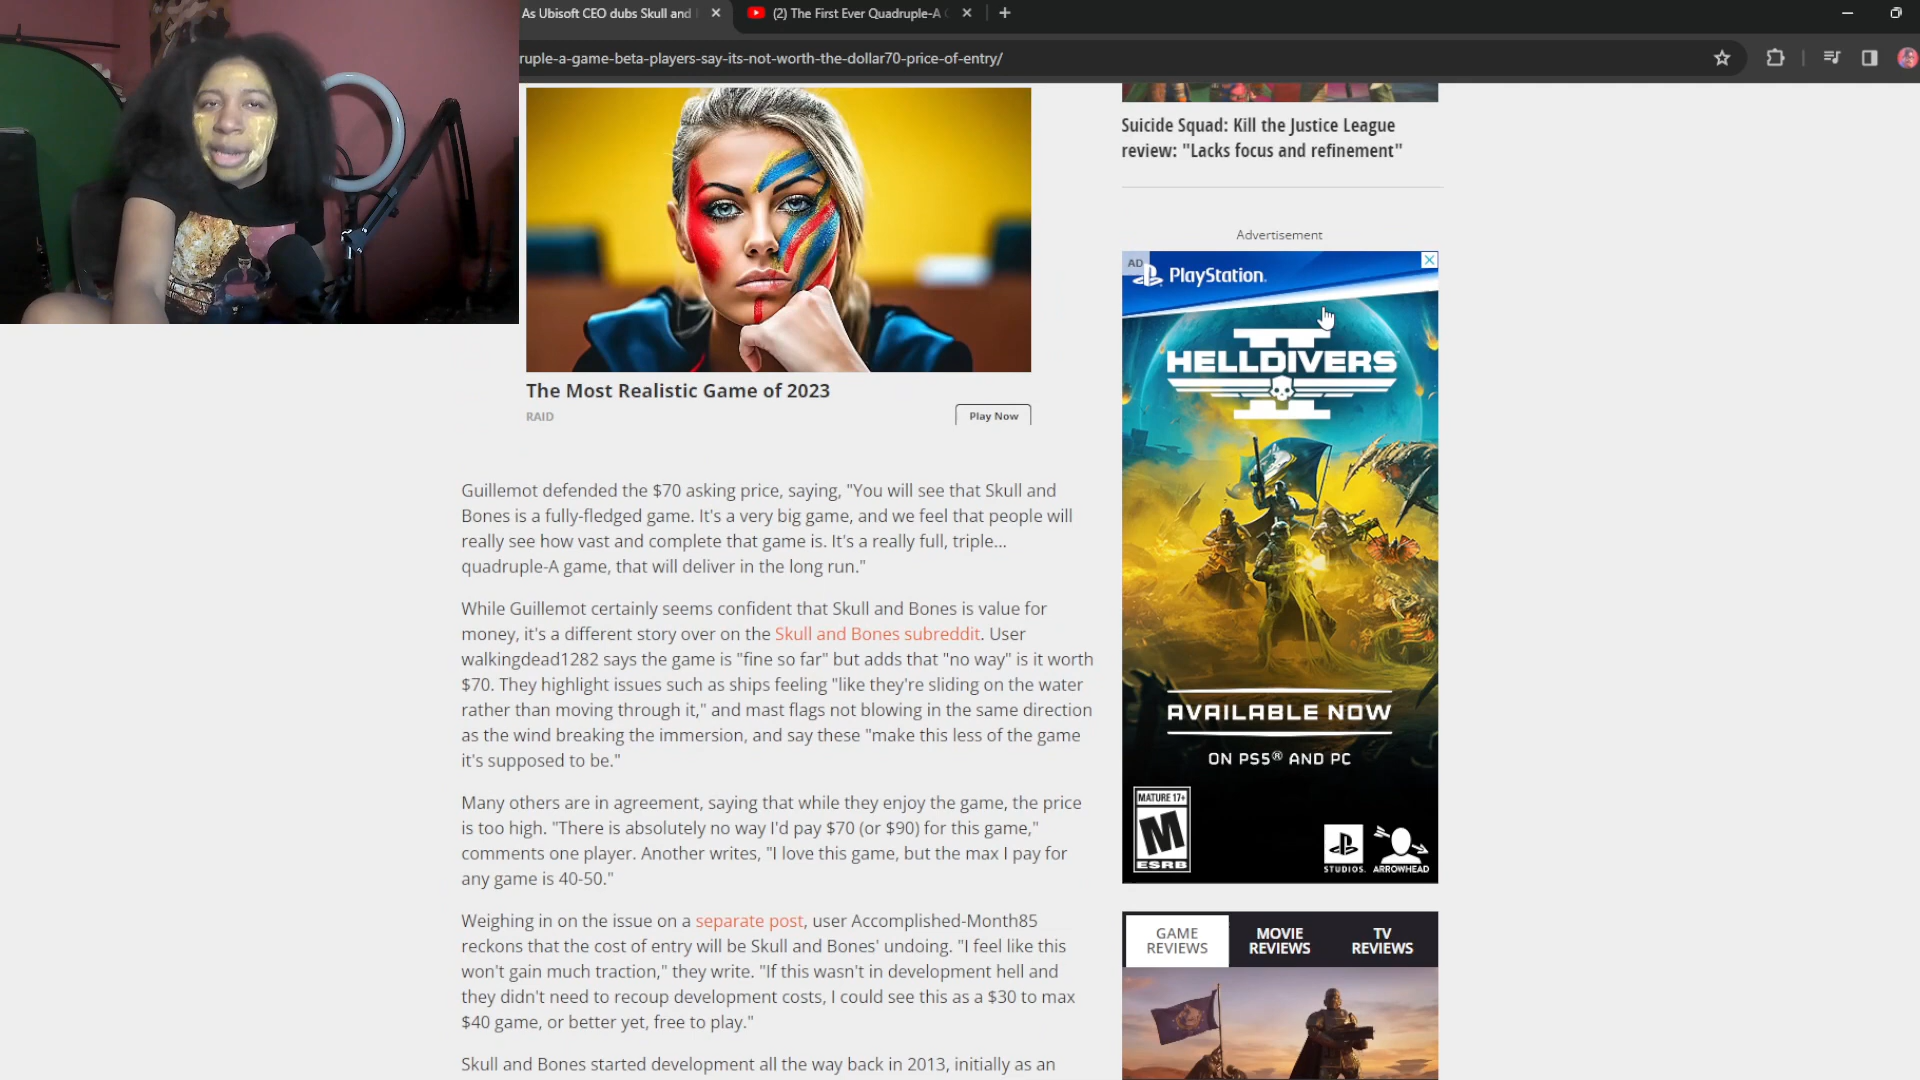 As Ubisoft CEO dubs Skull and
(2) The First Ever Quadruple-A
ruple-a-game-beta-players-say-its-not-worth-the-dollar70-price-of-entry/
The Most Realistic Game of 2023
RAID
Play Now
Guillemot defended the $70 asking price, saying, "You will see that Skull and
Bones is a fully-fledged game. It's a very big game, and we feel that people will
really see how vast and complete that game is. It's a really full, triple...
quadruple-A game, that will deliver in the long run."
While Guillemot certainly seems confident that Skull and Bones is value for
money, it's a different story over on the Skull and Bones subreddit. User
walkingdead1282 says the game is "fine so far" but adds that "no way" is it worth
$70. They highlight issues such as ships feeling "like they're sliding on the water
rather than moving through it," and mast flags not blowing in the same direction
as the wind breaking the immersion, and say these "make this less of the game
it's supposed to be."
Many others are in agreement, saying that while they enjoy the game, the price
is too high. "There is absolutely no way I'd pay $70 (or $90) for this game,"
comments one player. Another writes, "I love this game, but the max I pay for
any game is 40-50."
Weighing in on the issue on a separate post, user Accomplished-Month85
reckons that the cost of entry will be Skull and Bones' undoing. "I feel like this
won't gain much traction," they write. "If this wasn't in development hell and
they didn't need to recoup development costs, I could see this as a $30 to max
$40 game, or better yet, free to play."
Skull and Bones started development all the way back in 2013, initially as an
Suicide Squad: Kill the Justice League
review: "Lacks focus and refinement"
Advertisement
AD
PlayStation.
HELLDIVERS
II
AVAILABLE NOW
ON PS5® AND PC
MATURE 17+
M
ESRB
STUDIOS.
ARROWHEAD
GAME
REVIEWS
MOVIE
REVIEWS
TV
REVIEWS